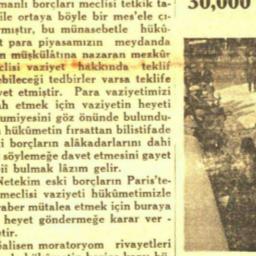 manlı borçları meclisi tetkik ta-
ile ortaya böyle bir mes'ele çı-
mıştır, bu münasebetle hükû-
t para piyasamızın meydanda
n müşkülâtına nazaran mezkûr
clisi vaziyet hakkında teklif
ebileceği tedbirler varsa teklife
vet etmiştir. Para vaziyetimizi
ah etmek için vaziyetin heyeti
umiyesini göz önünde bulundu-
n hükûmetin fırsattan bilistifade
i borçların alâkadarlarını dahi
söylemeğe davet etmesini gayet
iî bulmak lâzım gelir.
Netekim eski borçların Paris'te-
meclisi vaziyeti hükûmetimizle
raber mütalea etmek için buraya
heyet göndermeğe karar ver -
tir.
alisen moratoryom rivayetleri
30,000